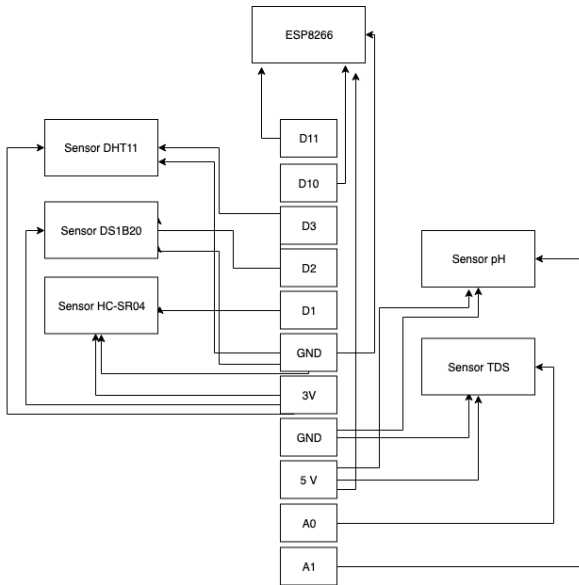 ESP8266
D11
Sensor DHT11
D10
D3
Sensor DS1B20
D2
Sensor pH
Sensor HC-SR04
D1
GND
Sensor TDS
3V
GND
5 V
A0
A1